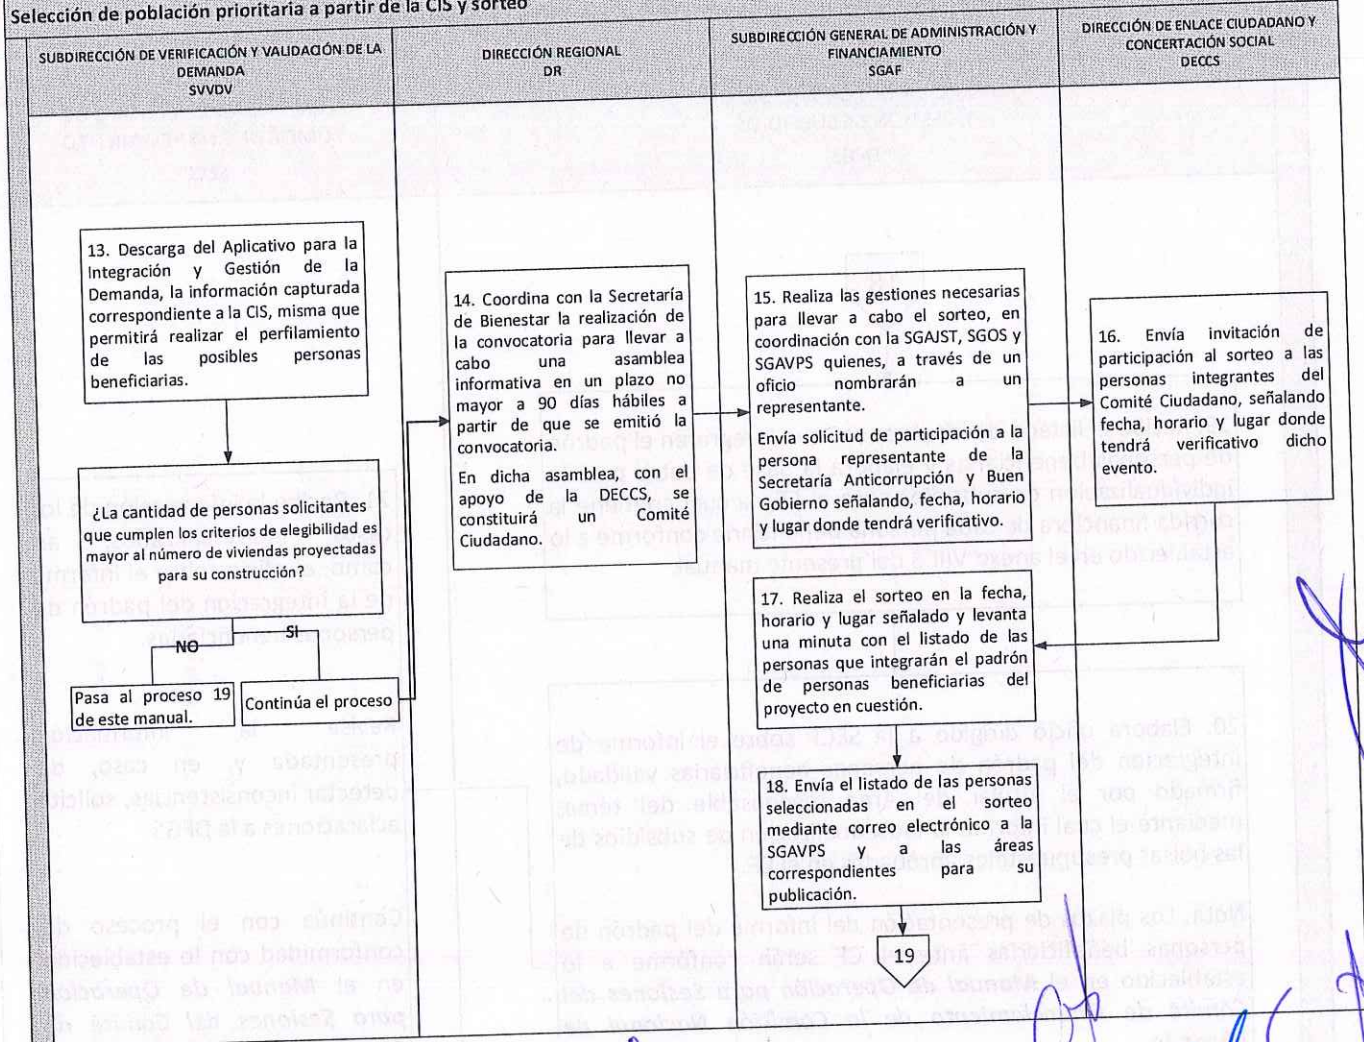 Selección de población prioritaria a partir de la CIS y sorteo
SUBDIRECCIÓN DE VERIFICACIÓN Y VALIDACIÓN DE LA
DEMANDA
SVVDV
DIRECCIÓN REGIONAL
DR
SUBDIRECCIÓN GENERAL DE ADMINISTRACIÓN Y
FINANCIAMIENTO
SGAF
DIRECCIÓN DE ENLACE CIUDADANO Y
CONCERTACIÓN SOCIAL
DECCS
13. Descarga del Aplicativo para la
Integración y Gestión de la
Demanda, la información capturada
correspondiente a la CIS, misma que
permitirá realizar el perfilamiento
de las posibles personas
beneficiarias.
¿La cantidad de personas solicitantes
que cumplen los criterios de elegibilidad es
mayor al número de viviendas proyectadas
para su construcción?
NO
SI
Pasa al proceso 19
de este manual.
Continúa el proceso
14. Coordina con la Secretaría
de Bienestar la realización de
la convocatoria para llevar a
cabo una asamblea
informativa en un plazo no
mayor a 90 días hábiles a
partir de que se emitió la
convocatoria.
En dicha asamblea, con el
apoyo de la DECCS, se
constituirá un Comité
Ciudadano.
15. Realiza las gestiones necesarias
para llevar a cabo el sorteo, en
coordinación con la SGAJST, SGOS y
SGAVPS quienes, a través de un
oficio nombrarán a un
representante.
Envía solicitud de participación a la
persona representante de la
Secretaría Anticorrupción y Buen
Gobierno señalando, fecha, horario
y lugar donde tendrá verificativo.
16. Envía invitación de
participación al sorteo a las
personas integrantes del
Comité Ciudadano, señalando
fecha, horario y lugar donde
tendrá verificativo dicho
evento.
17. Realiza el sorteo en la fecha,
horario y lugar señalado y levanta
una minuta con el listado de las
personas que integrarán el padrón
de personas beneficiarias del
proyecto en cuestión.
18. Envía el listado de las personas
seleccionadas en el sorteo
mediante correo electrónico a la
SGAVPS y a las áreas
correspondientes para su
publicación.
19